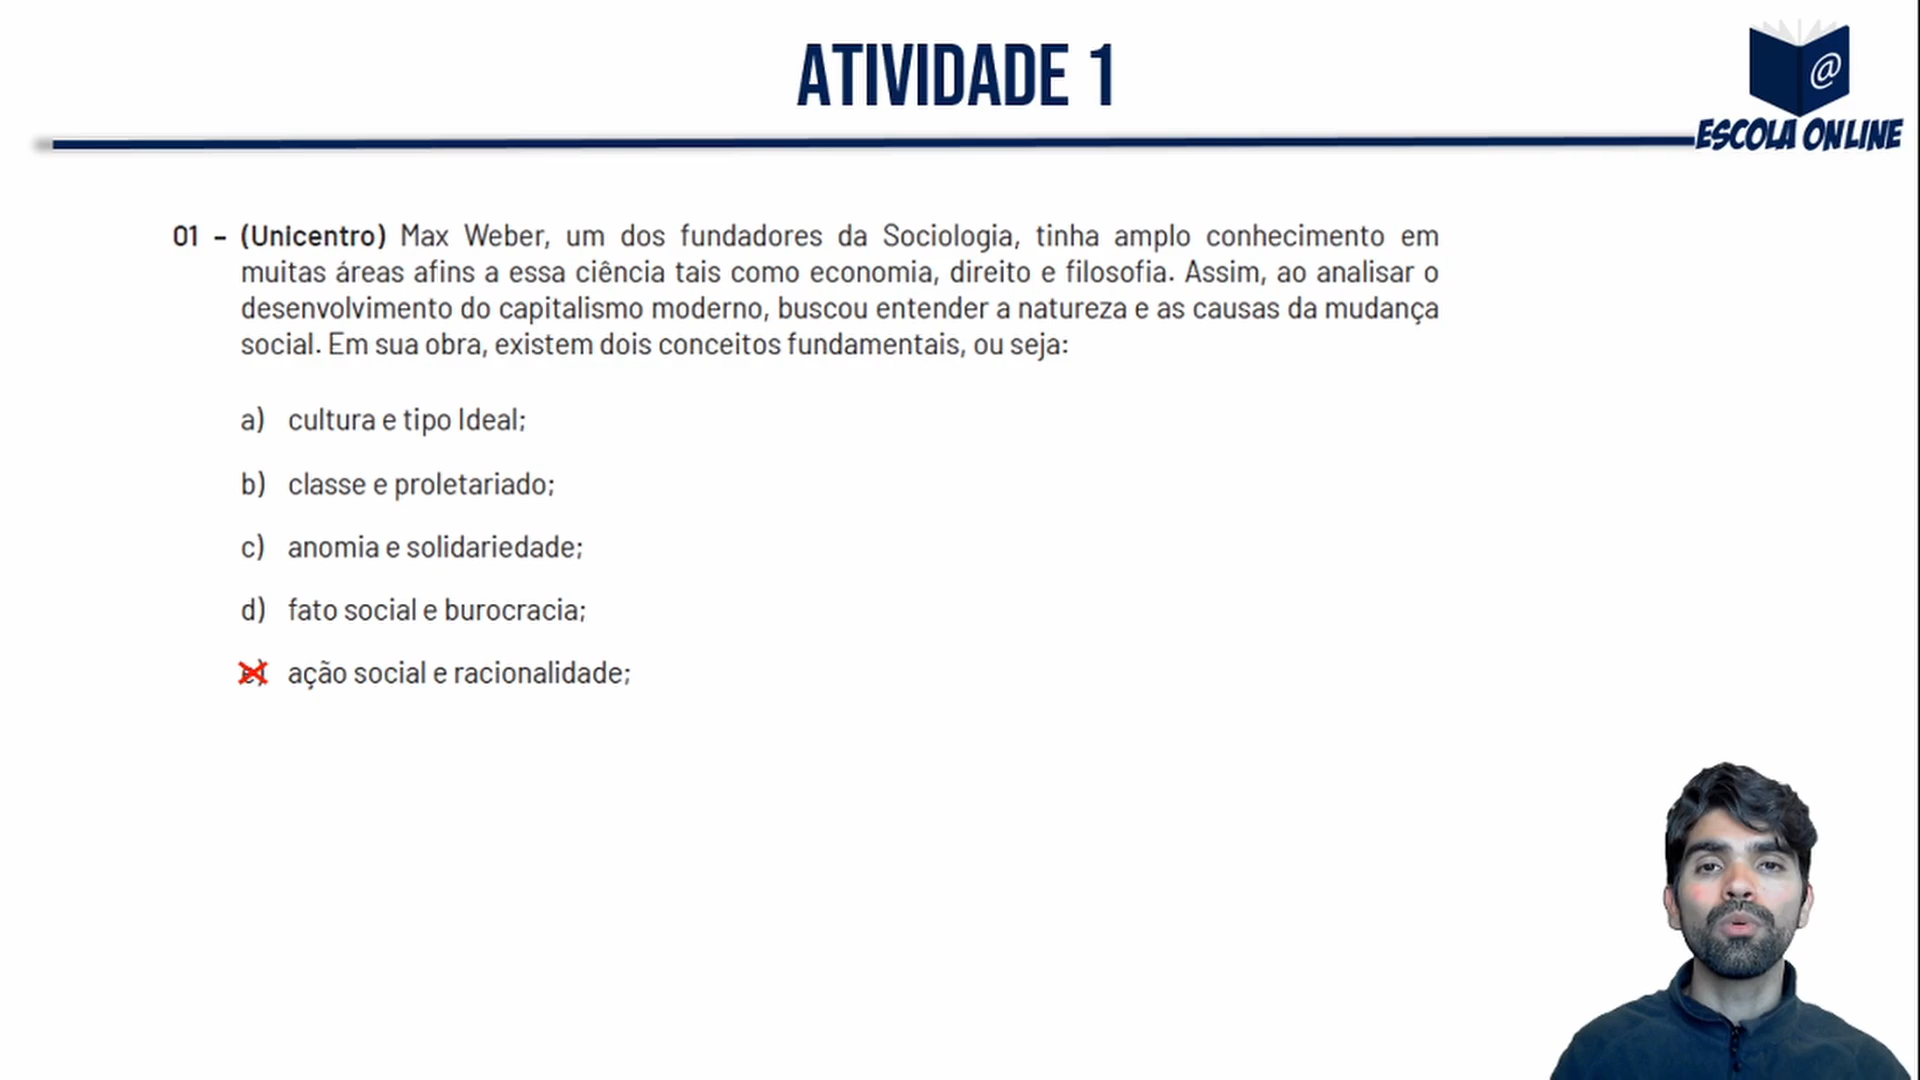 ATIVIDADE 1
@
ESCOLA ONLINE
01 - (Unicentro) Max Weber, um dos fundadores da Sociologia, tinha amplo conhecimento em
muitas áreas afins a essa ciência tais como economia, direito e filosofia. Assim, ao analisar o
desenvolvimento do capitalismo moderno, buscou entender a natureza e as causas da mudança
social. Em sua obra, existem dois conceitos fundamentais, ou seja:
a) cultura e tipo Ideal;
b) classe e proletariado;
c) anomia e solidariedade;
d) fato social e burocracia;
e) ação social e racionalidade;